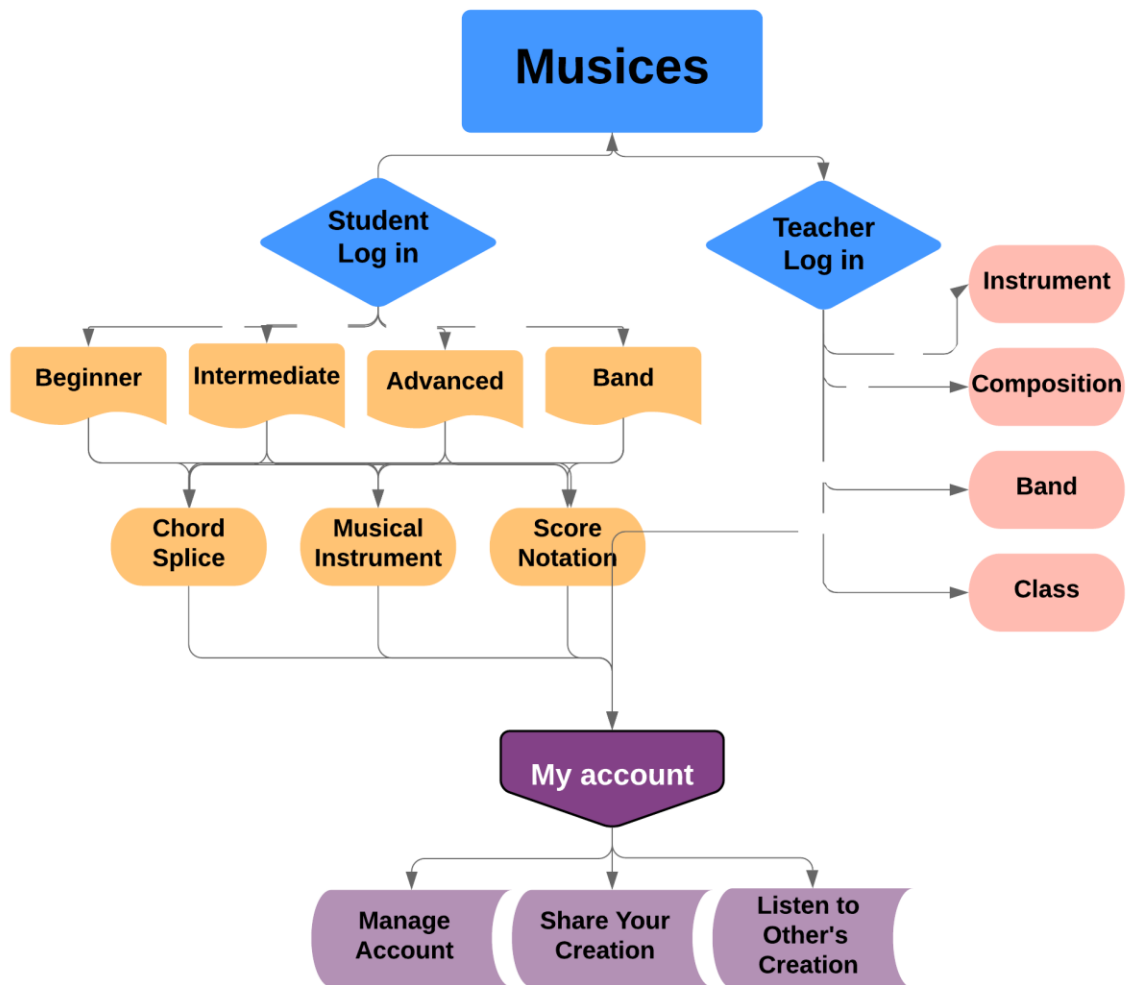 Musices
Student
Log in
Teacher
Log in
Instrument
Composition
Band
Class
Beginner
Intermediate
Advanced
Band
Chord
Splice
Musical
Instrument
Score
Notation
My account
Manage
Account
Share Your
Creation
Listen to
Other's
Creation